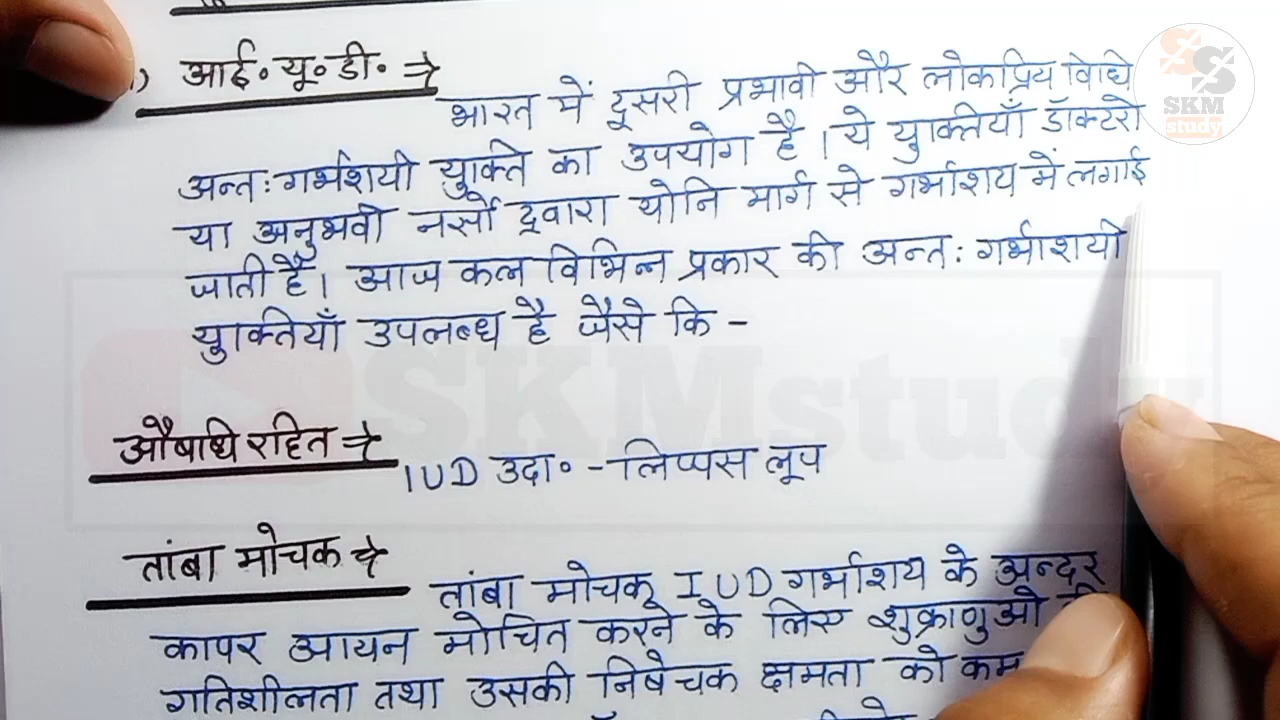 ) आई॰ यू॰ डी॰ →
भारत में दूसरी प्रभावी और लोकप्रिय विधि
अन्तः गर्भशयी युक्ति का उपयोग है। ये युक्तियाँ डॉक्टरो
या अनुभवी नर्सो द्वारा योनि मार्ग से गर्भाशय में लगाई
जाती हैं। आज कल विभिन्न प्रकार की अन्तः गर्भाशयी
युक्तियाँ उपलब्ध है जैसे कि -
औषधि रहित →
IUD उदा॰ - लिप्पस लूप
तांबा मोचक →
तांबा मोचक IUD गर्भाशय के अन्दर
कापर आयन मोचित करने के लिए शुक्राणुओ
गतिशीलता तथा उसकी निषेचक क्षमता को कम
SKM
study
SKMstudy